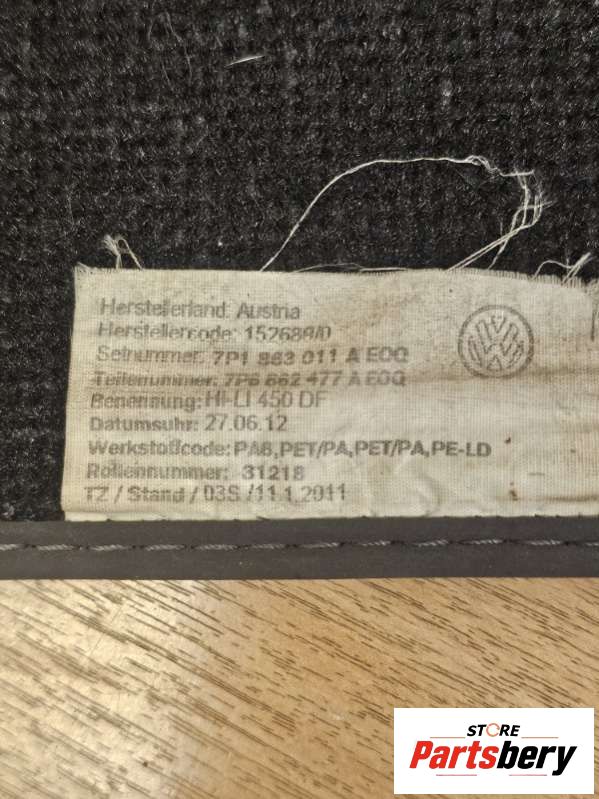 Herstellerland: Austria
Herstellercode: 152689/0
Setnummer: 7P1 863 011 A EOQ
Teilenummer: 7P6 862 477 A EOQ
Benennung: HI-LI 450 DF
Datumsuhr: 27.06.12
Werkstoffcode: PA6,PET/PA,PET/PA,PE-LD
Rollennummer: 31218
TZ / Stand / 03S /11.1.2011
VW
STORE
Partsbery